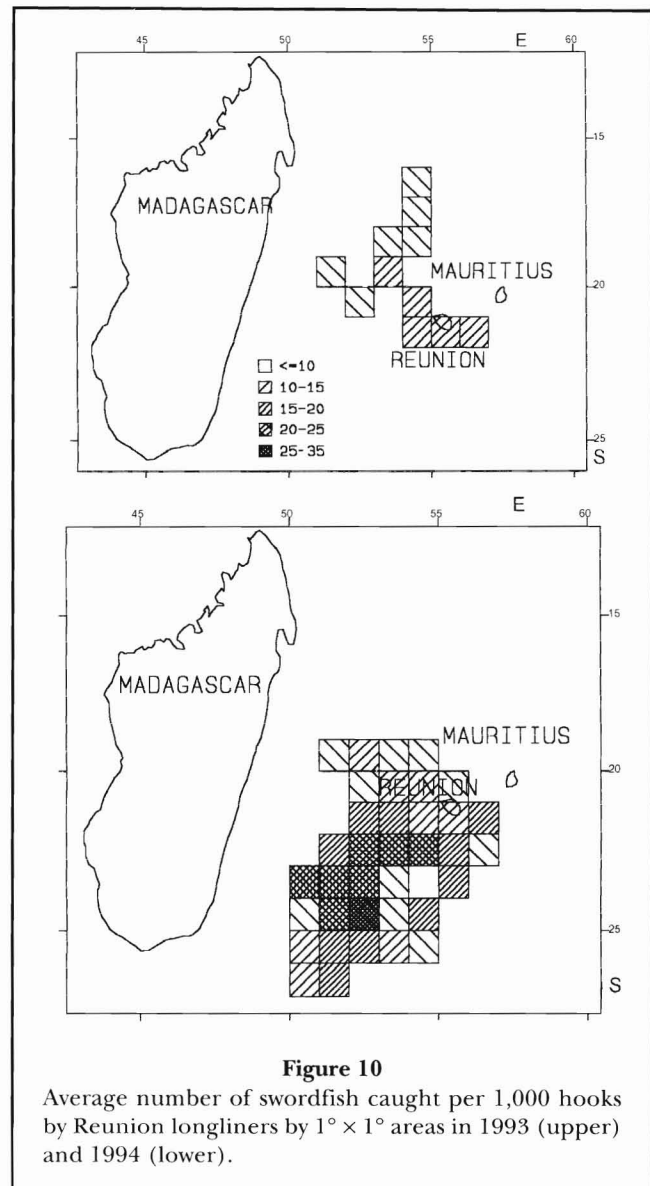 45 50 55 E 60
15
MADAGASCAR
MAURITIUS
20
REUNION
<=10
10-15
15-20
20-25
25-35
25
S
45 50 55 E 60
15
MADAGASCAR
MAURITIUS
20
REUNION
25
S
Figure 10
Average number of swordfish caught per 1,000 hooks
by Reunion longliners by 1° × 1° areas in 1993 (upper)
and 1994 (lower).